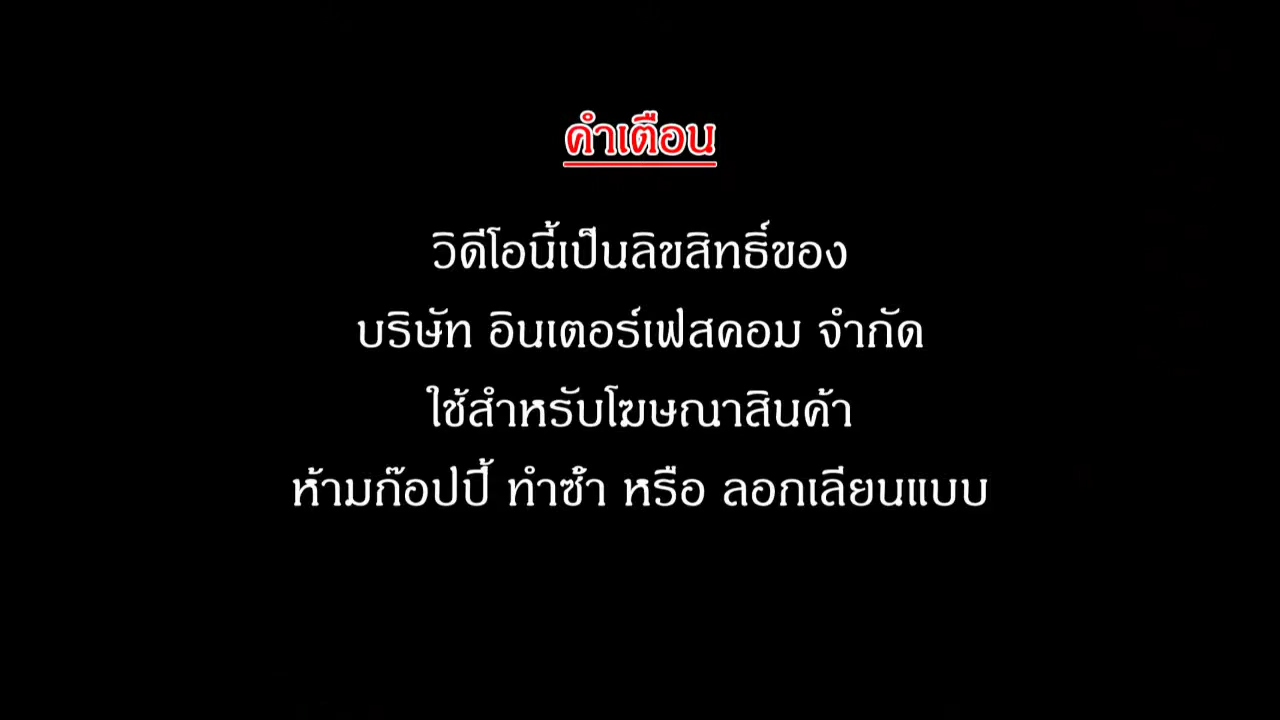 คำเตือน
วิดีโอนี้เป็นลิขสิทธิ์ของ
บริษัท อินเตอร์เฟสคอม จำกัด
ใช้สำหรับโฆษณาสินค้า
ห้ามก๊อปปี้ ทำซ้ำ หรือ ลอกเลียนแบบ